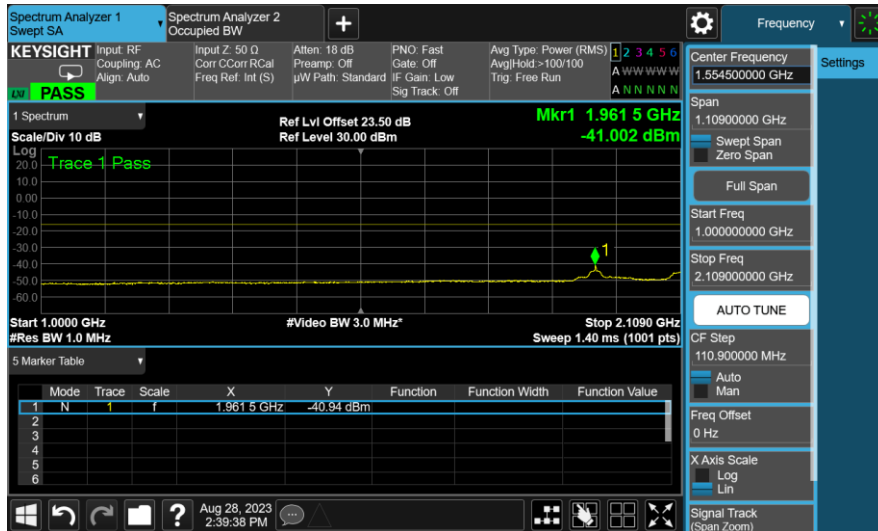 Spectrum Analyzer 1
Swept SA
Spectrum Analyzer 2
Occupied BW
Frequency
KEYSIGHT
LXI
PASS
Input: RF
Coupling: AC
Align: Auto
Input Z: 50 Ω
Corr CCorr RCal
Freq Ref: Int (S)
Atten: 18 dB
Preamp: Off
µW Path: Standard
PNO: Fast
Gate: Off
IF Gain: Low
Sig Track: Off
Avg Type: Power (RMS)
Avg|Hold:>100/100
Trig: Free Run
1 2 3 4 5 6
A W W W W W
A N N N N N
1 Spectrum
Scale/Div 10 dB
Ref Lvl Offset 23.50 dB
Ref Level 30.00 dBm
Mkr1 1.961 5 GHz
-41.002 dBm
Log
Trace 1 Pass
20.0
10.0
0.00
-10.0
-20.0
-30.0
-40.0
-50.0
-60.0
1
Start 1.0000 GHz
#Res BW 1.0 MHz
#Video BW 3.0 MHz*
Stop 2.1090 GHz
Sweep 1.40 ms (1001 pts)
5 Marker Table
Mode Trace Scale X Y Function Function Width Function Value
1 N 1 f 1.961 5 GHz -40.94 dBm
2
3
4
5
6
Aug 28, 2023
2:39:38 PM
Settings
Center Frequency
1.554500000 GHz
Span
1.10900000 GHz
Swept Span
Zero Span
Full Span
Start Freq
1.000000000 GHz
Stop Freq
2.109000000 GHz
AUTO TUNE
CF Step
110.900000 MHz
Auto
Man
Freq Offset
0 Hz
X Axis Scale
Log
Lin
Signal Track
(Span Zoom)